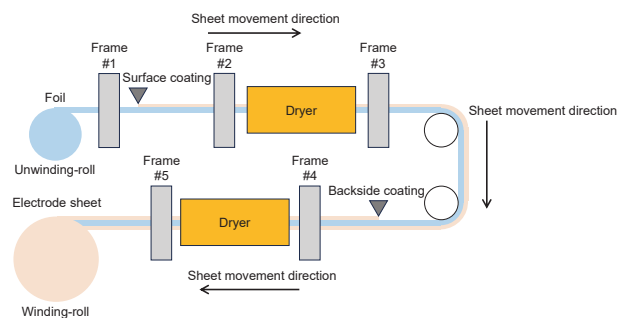 Sheet movement direction
Frame
#1
Frame
#2
Frame
#3
Surface coating
Foil
Dryer
Sheet movement direction
Unwinding-roll
Frame
#5
Frame
#4
Backside coating
Electrode sheet
Dryer
Sheet movement direction
Winding-roll